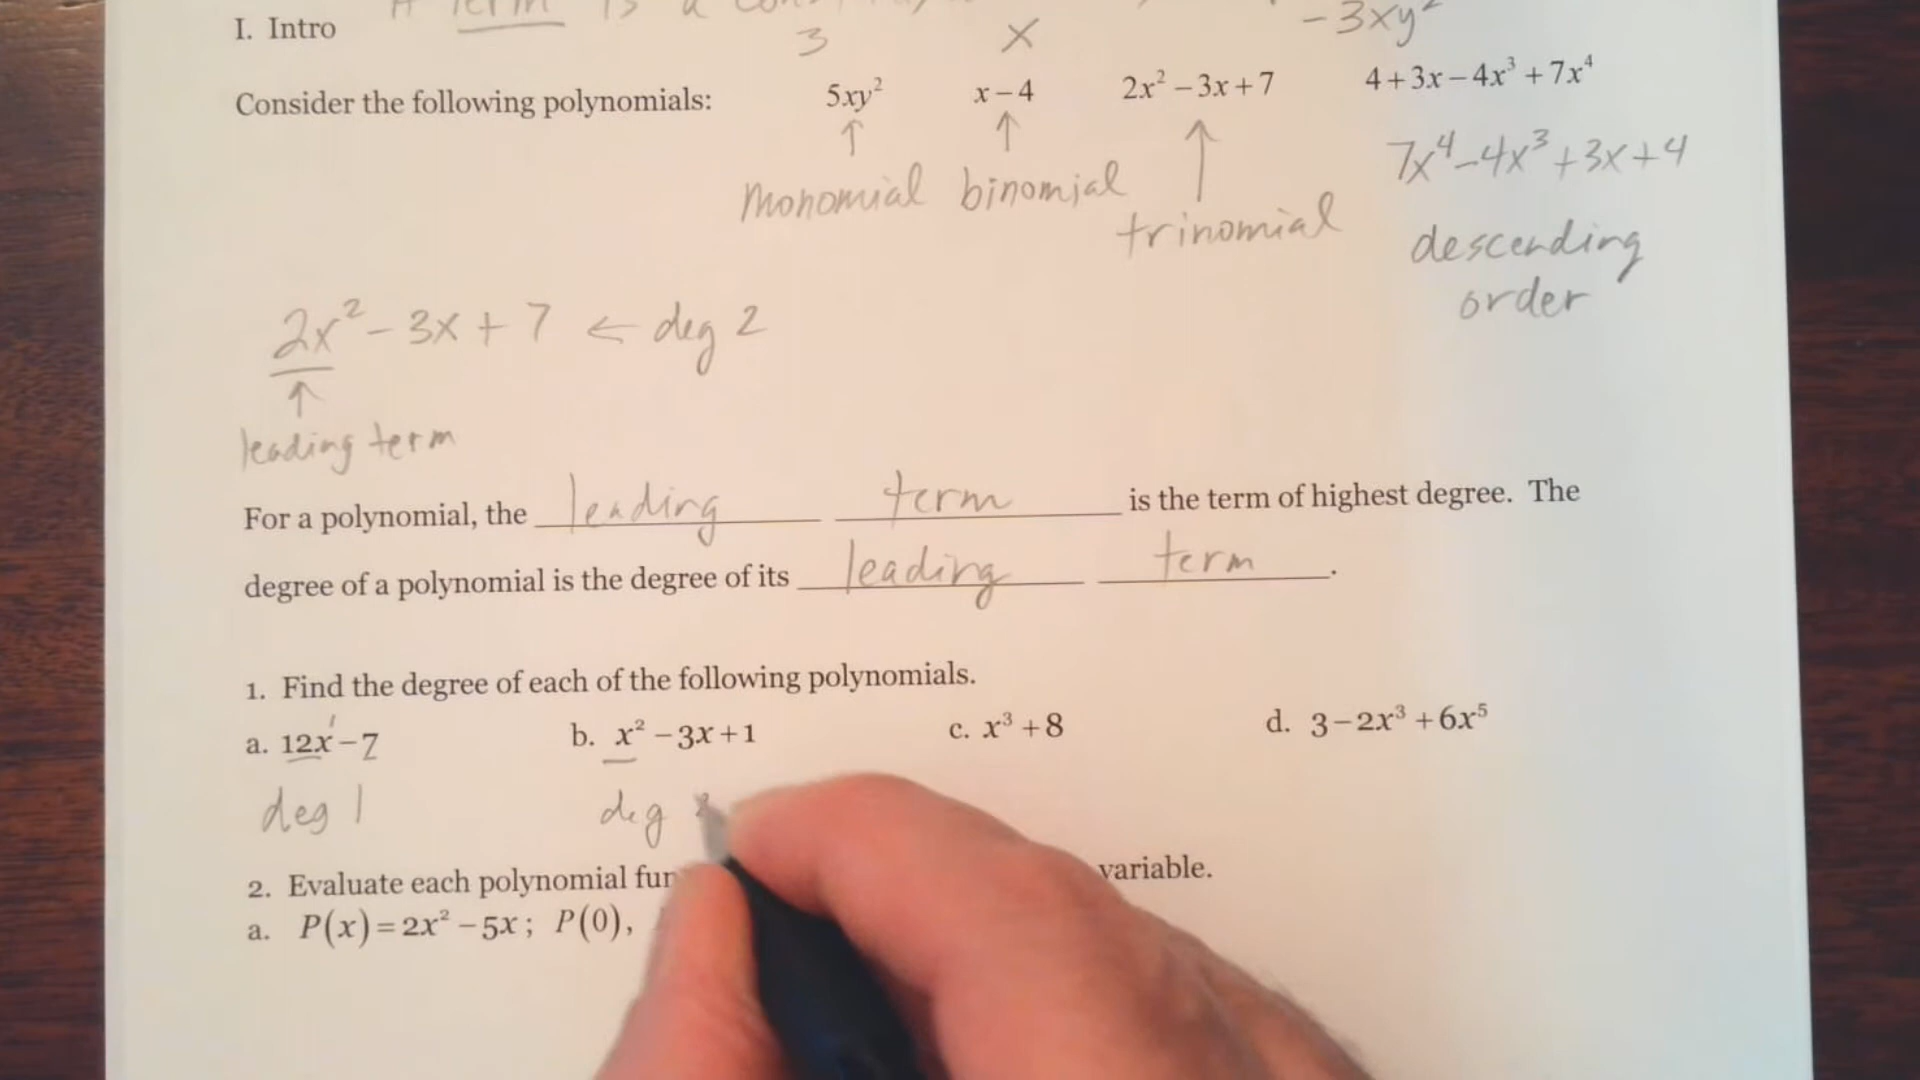 I. Intro
term is a
3 x -3xy²
Consider the following polynomials: 5xy² x-4 2x²-3x+7 4+3x-4x³+7x⁴
↑ ↑ ↑ 7x⁴-4x³+3x+4
monomial binomial trinomial
descending
order
2x²-3x+7 ← deg 2
↑
leading term
For a polynomial, the leading term is the term of highest degree. The
degree of a polynomial is the degree of its leading term.
1. Find the degree of each of the following polynomials.
a. 12x¹-7 b. x²-3x+1 c. x³+8 d. 3-2x³+6x⁵
deg 1 deg
2. Evaluate each polynomial variable.
a. P(x)=2x²-5x; P(0),